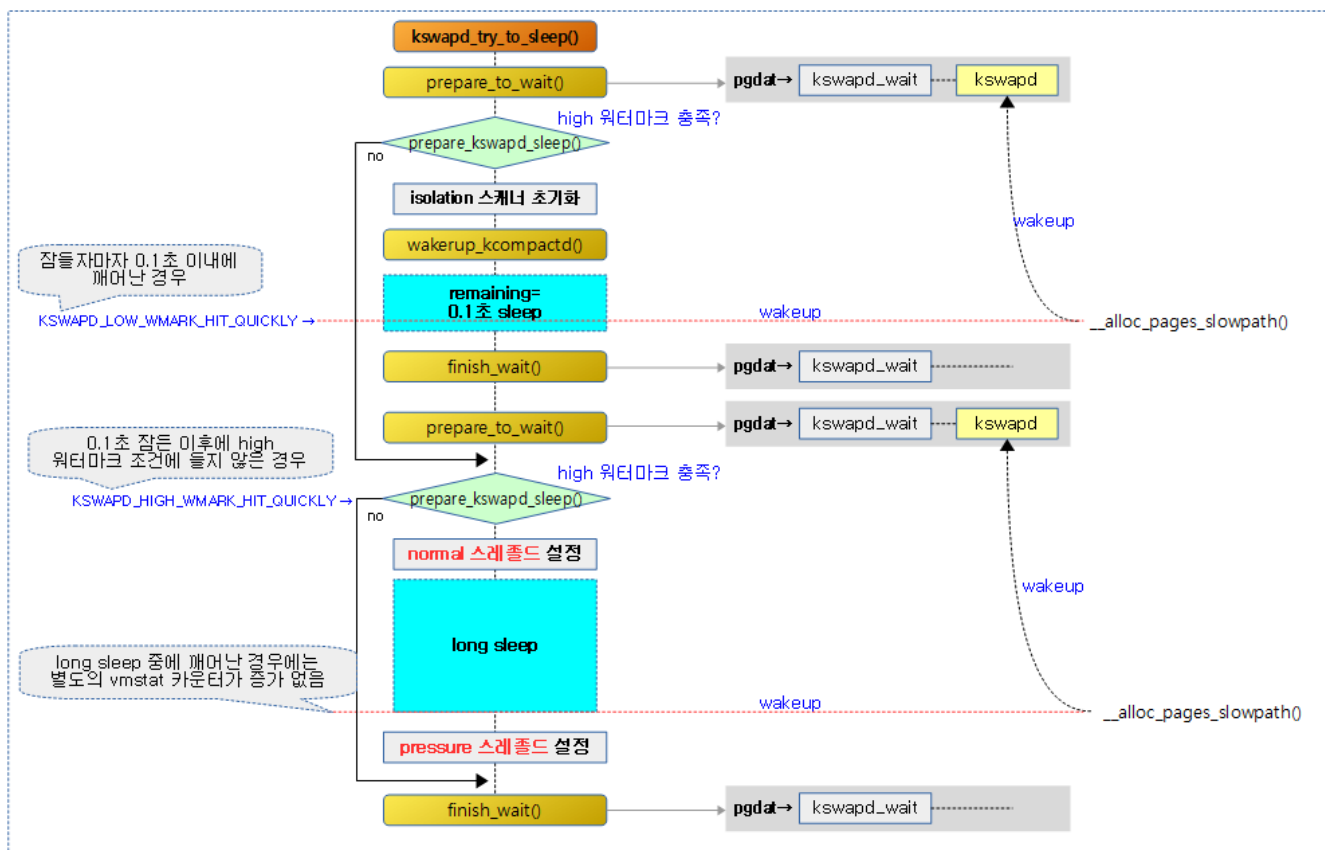 kswapd_try_to_sleep()
prepare_to_wait()
pgdat→ kswapd_wait kswapd
high 워터마크 충족?
prepare_kswapd_sleep()
no
isolation 스캐너 초기화
wakeup
wakerup_kcompactd()
잠들자마자 0.1초 이내에
깨어난 경우
remaining=
0.1초 sleep
KSWAPD_LOW_WMARK_HIT_QUICKLY →
wakeup
__alloc_pages_slowpath()
finish_wait()
pgdat→ kswapd_wait
prepare_to_wait()
pgdat→ kswapd_wait kswapd
0.1초 잠든 이후에 high
워터마크 조건에 들지 않은 경우
high 워터마크 충족?
KSWAPD_HIGH_WMARK_HIT_QUICKLY →
prepare_kswapd_sleep()
no
normal 스레졸드 설정
wakeup
long sleep
long sleep 중에 깨어난 경우에는
별도의 vmstat 카운터가 증가 없음
wakeup
__alloc_pages_slowpath()
pressure 스레졸드 설정
finish_wait()
pgdat→ kswapd_wait